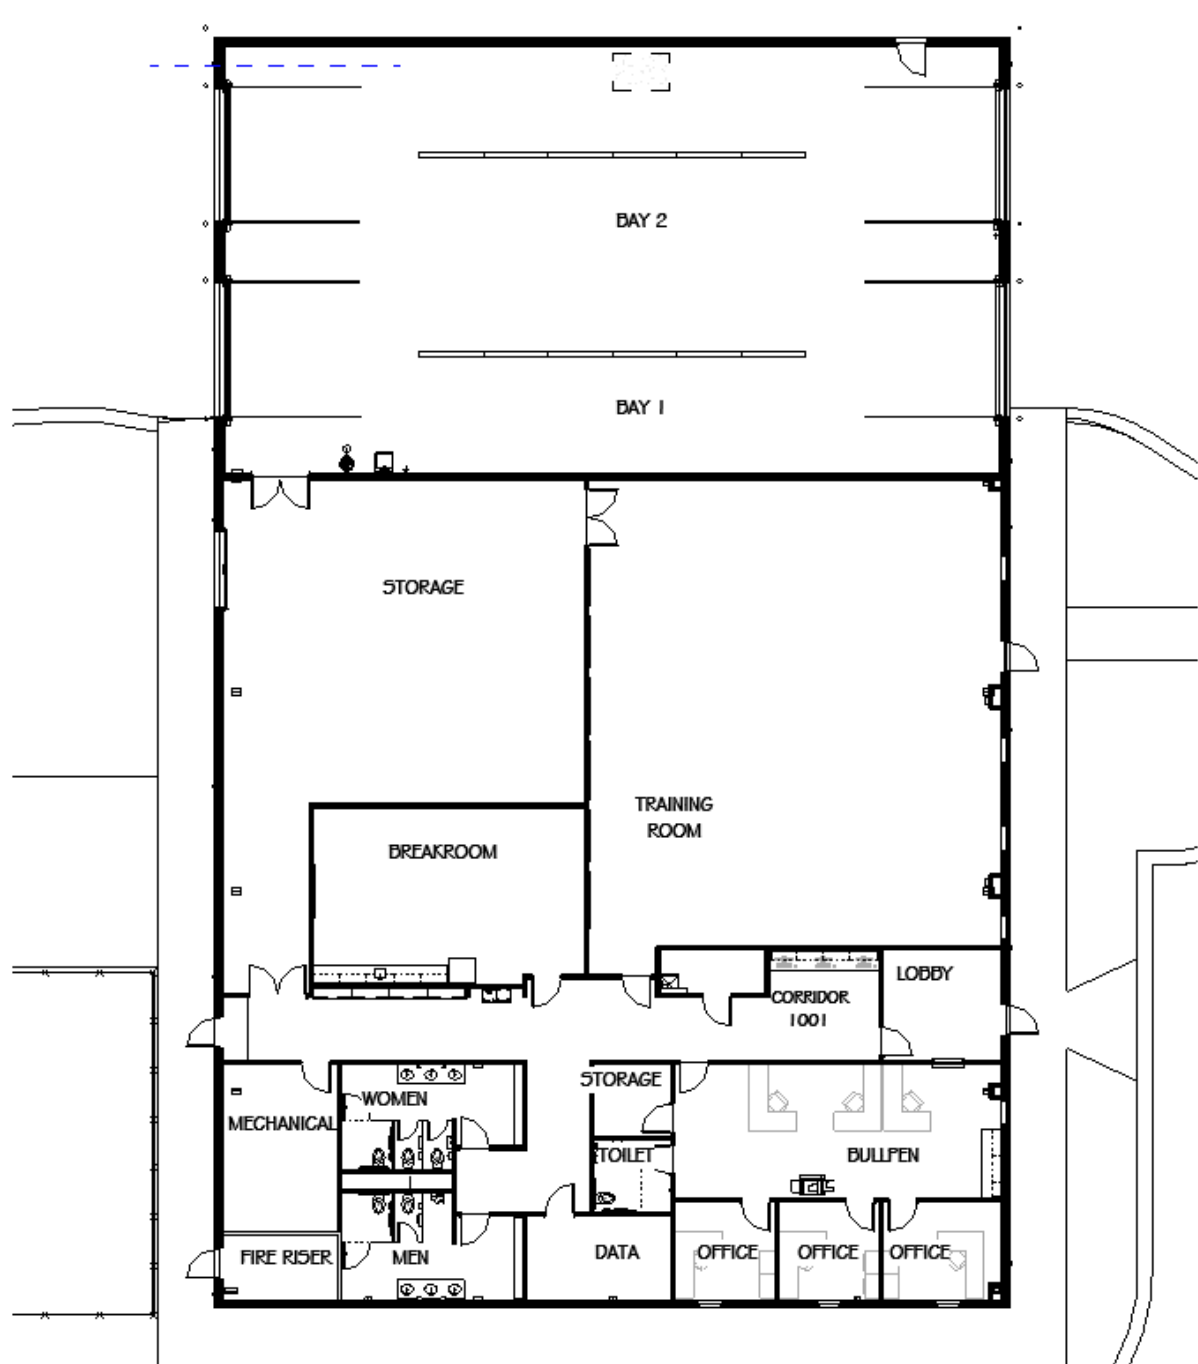 BAY 2
BAY 1
STORAGE
TRAINING
ROOM
BREAKROOM
LOBBY
CORRIDOR
1001
STORAGE
WOMEN
MECHANICAL
TOILET
BULLPEN
FIRE RISER
MEN
DATA
OFFICE
OFFICE
OFFICE